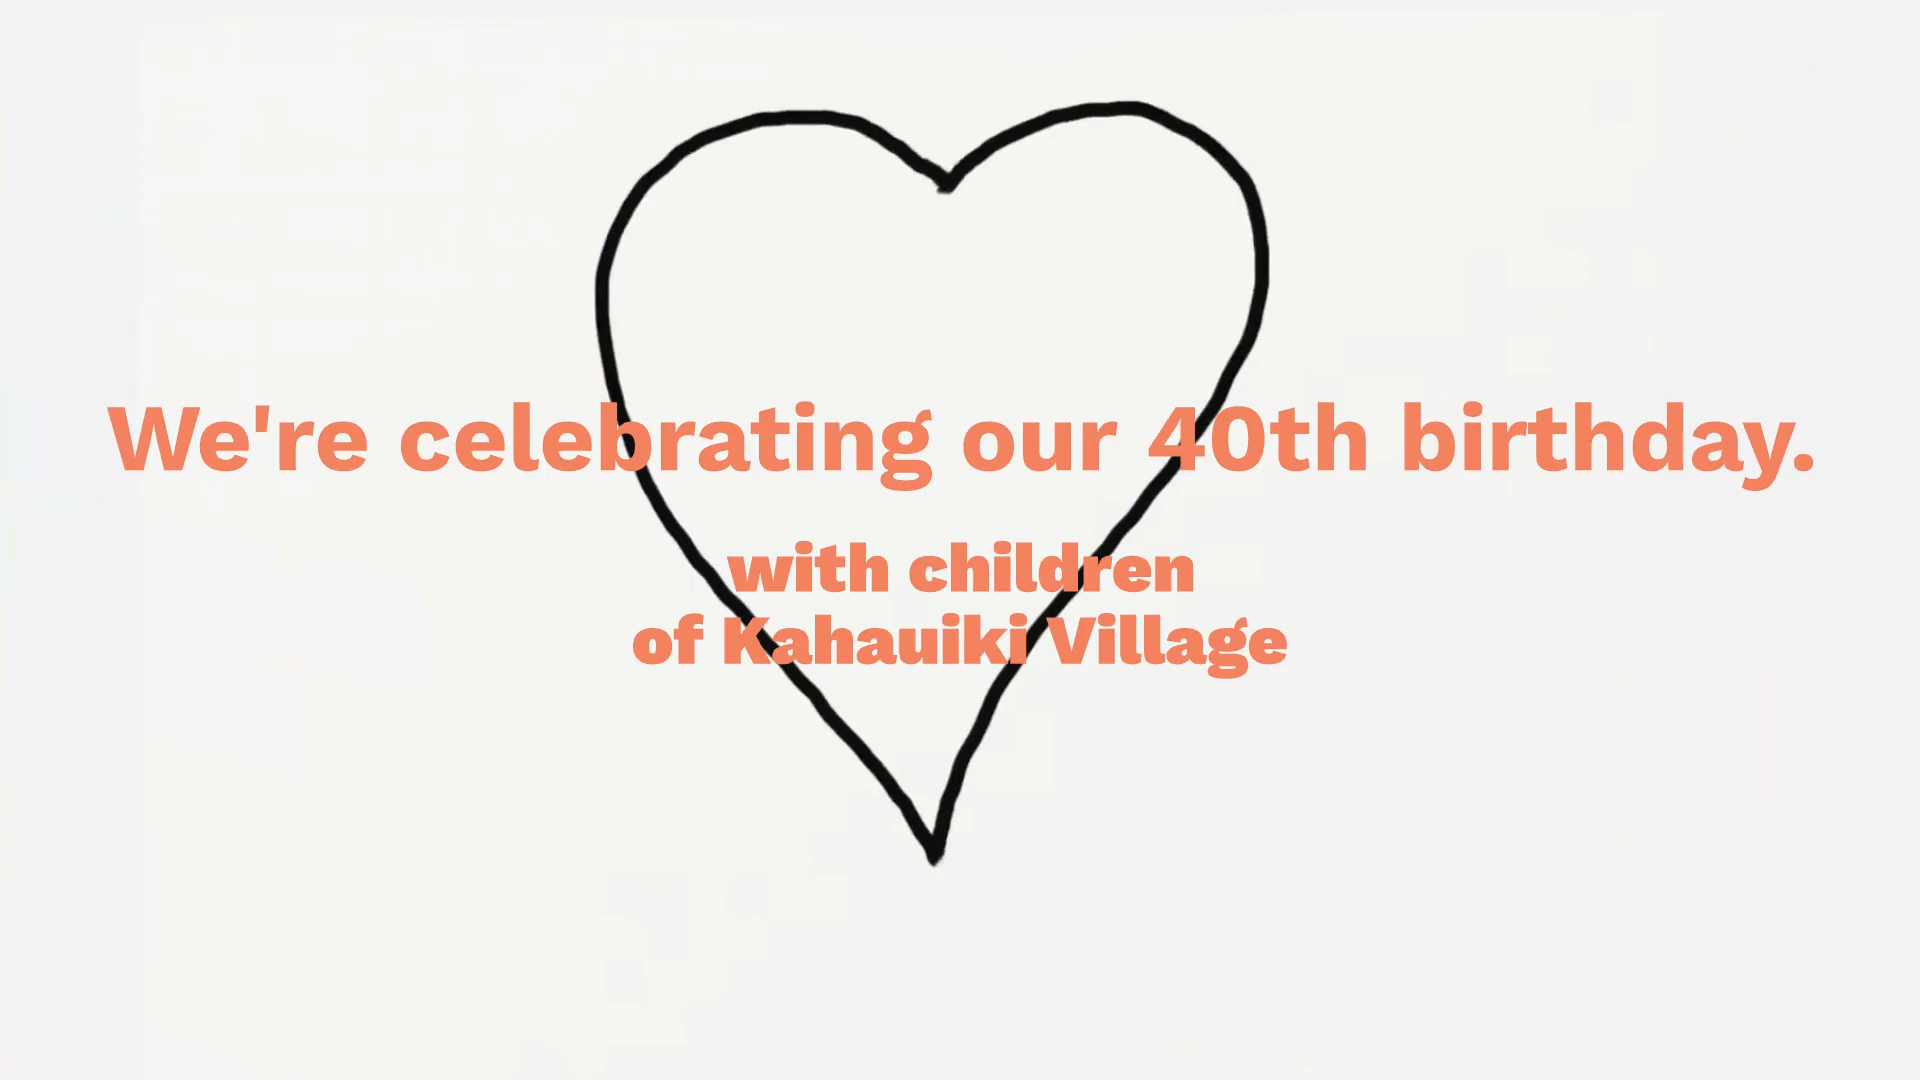 We're celebrating our 40th birthday.
with children
of Kahauiki Village